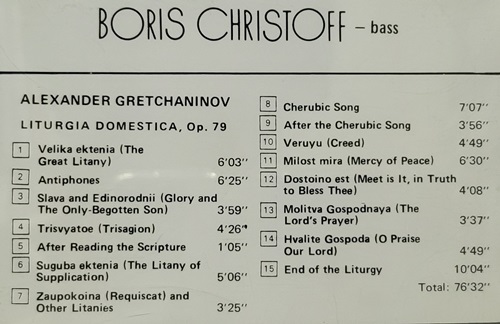 BORIS CHRISTOFF – bass
ALEXANDER GRETCHANINOV
LITURGIA DOMESTICA, Op. 79
1 Velika ektenia (The
Great Litany) 6'03''
2 Antiphones 6'25''
3 Slava and Edinorodnii (Glory and
The Only-Begotten Son) 3'59''
4 Trisvyatoe (Trisagion) 4'26''
5 After Reading the Scripture 1'05''
6 Suguba ektenia (The Litany of
Supplication) 5'06''
7 Zaupokoina (Requiscat) and
Other Litanies 3'25''
8 Cherubic Song 7'07''
9 After the Cherubic Song 3'56''
10 Veruyu (Creed) 4'49''
11 Milost mira (Mercy of Peace) 6'30''
12 Dostoino est (Meet is It, in Truth
to Bless Thee) 4'08''
13 Molitva Gospodnaya (The
Lord's Prayer) 3'37''
14 Hvalite Gospoda (O Praise
Our Lord) 4'49''
15 End of the Liturgy 10'04''
Total: 76'32''